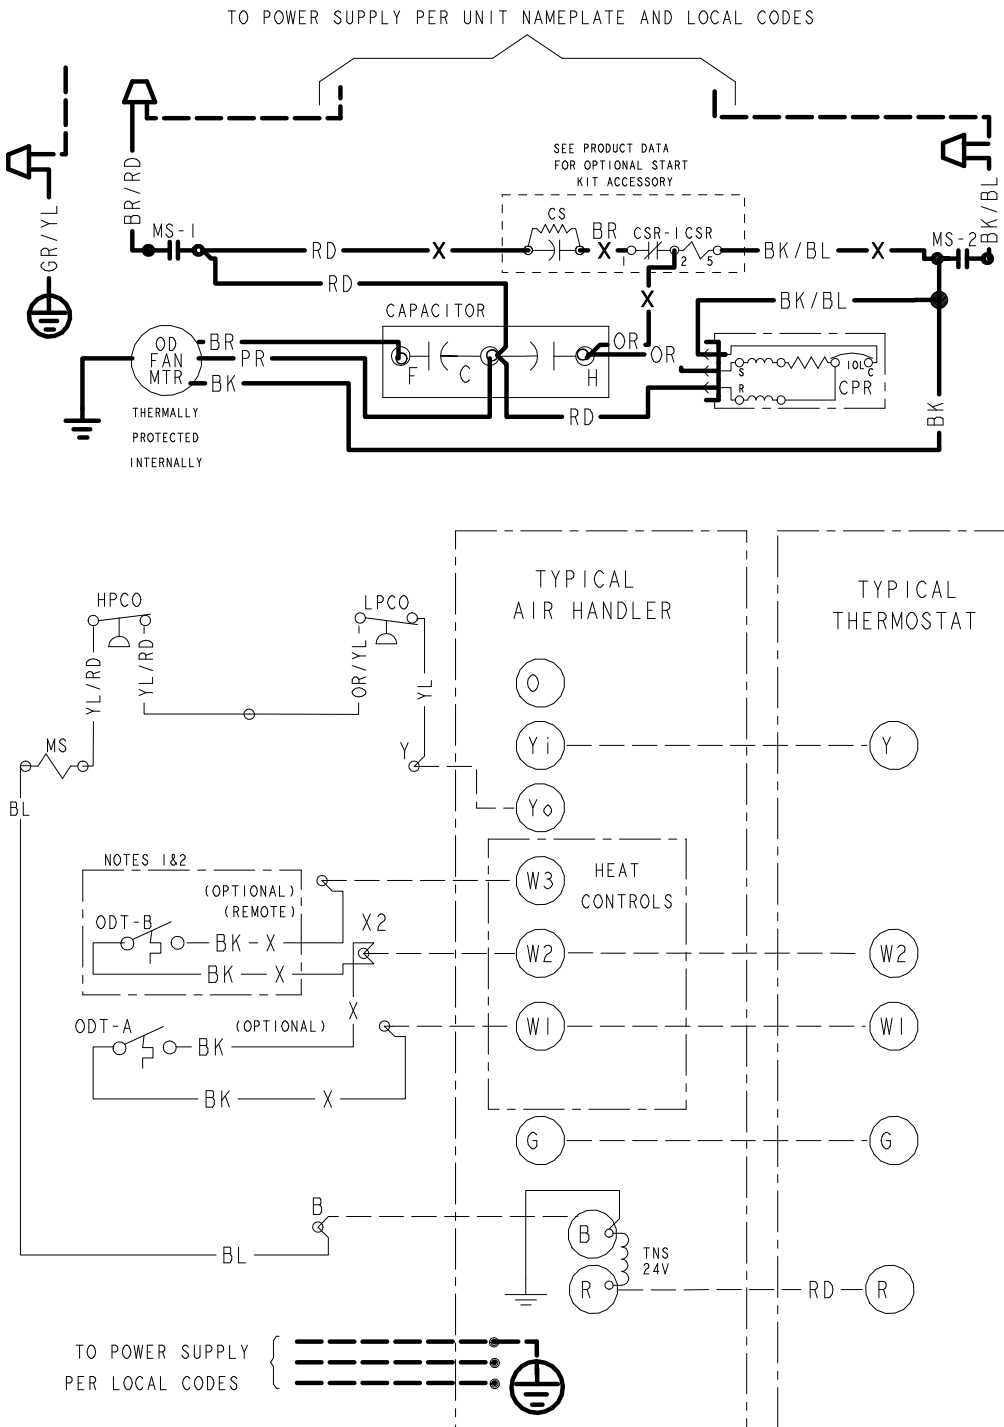 TO POWER SUPPLY PER UNIT NAMEPLATE AND LOCAL CODES
SEE PRODUCT DATA
FOR OPTIONAL START
KIT ACCESSORY
BR/RD
GR/YL
BK/BL
MS-1
RD
X
CS
BR
X
CSR-1 CSR
2 5
BK/BL
X
MS-2
RD
X
BK/BL
CAPACITOR
OD
FAN
MTR
BR
PR
BK
F
C
H
OR
OR
S
R
IOL
C
CPR
RD
BK
THERMALLY
PROTECTED
INTERNALLY
TYPICAL
AIR HANDLER
TYPICAL
THERMOSTAT
HPCO
LPCO
YL/RD
YL/RD
OR/YL
YL
O
MS
Y
Yi
Y
BL
Yo
NOTES 1&2
HEAT
CONTROLS
(OPTIONAL)
(REMOTE)
W3
ODT-B
BK-X
X2
BK X
W2
W2
X
ODT-A
(OPTIONAL)
BK
W1
W1
BK X
G
G
B
B
BL
TNS
24V
R
RD
R
TO POWER SUPPLY
PER LOCAL CODES